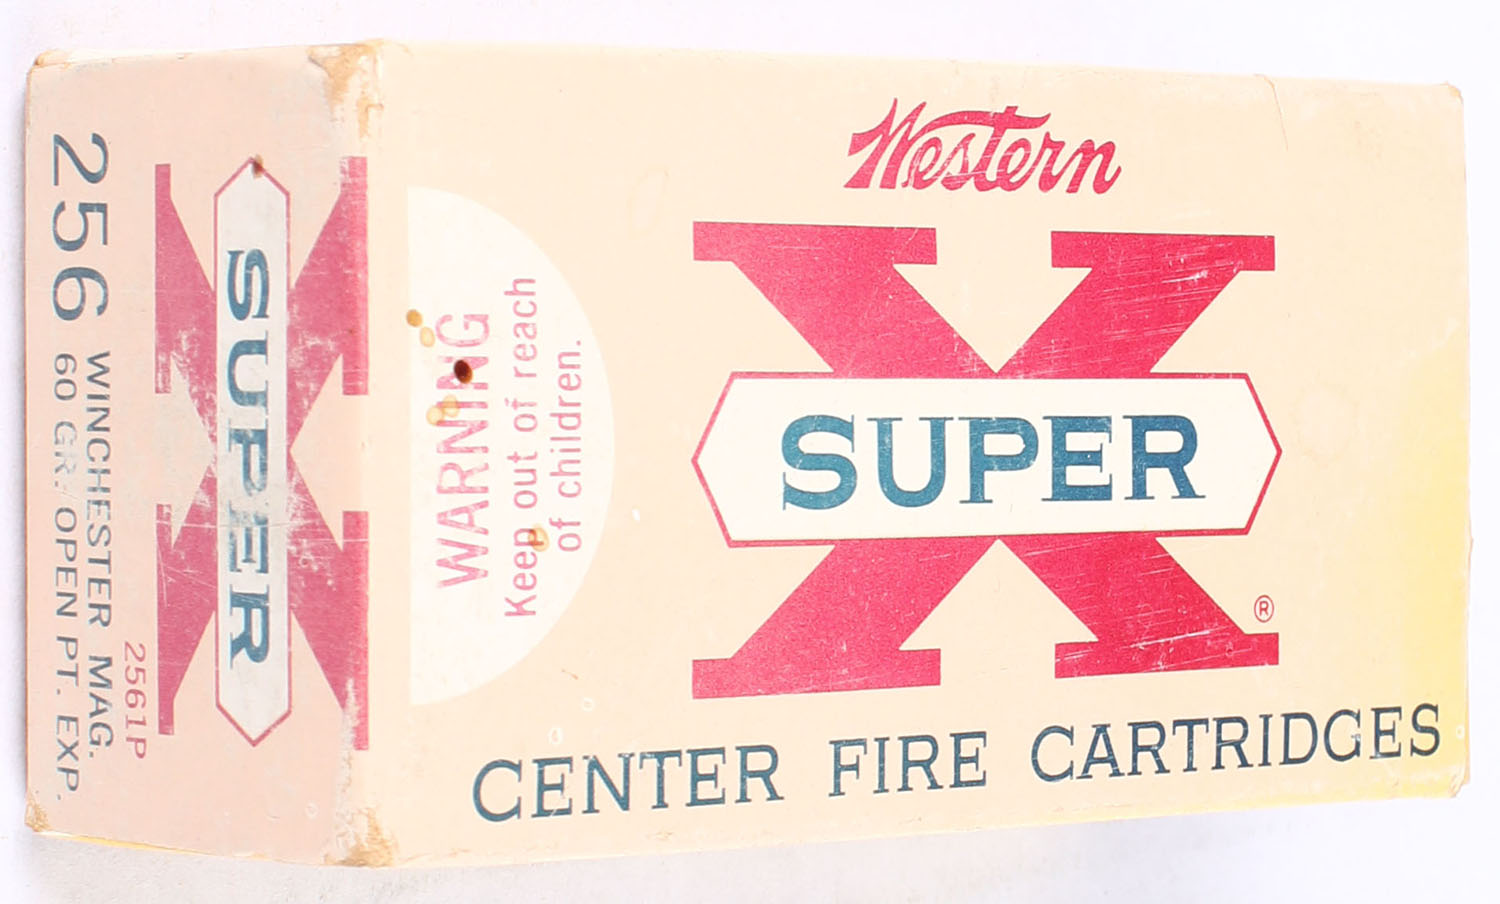 Western
SUPER X
®
CENTER FIRE CARTRIDGES
WARNING
Keep out of reach
of children.
SUPER X
2561P
256 WINCHESTER MAG.
60 GR./OPEN PT. EXP.